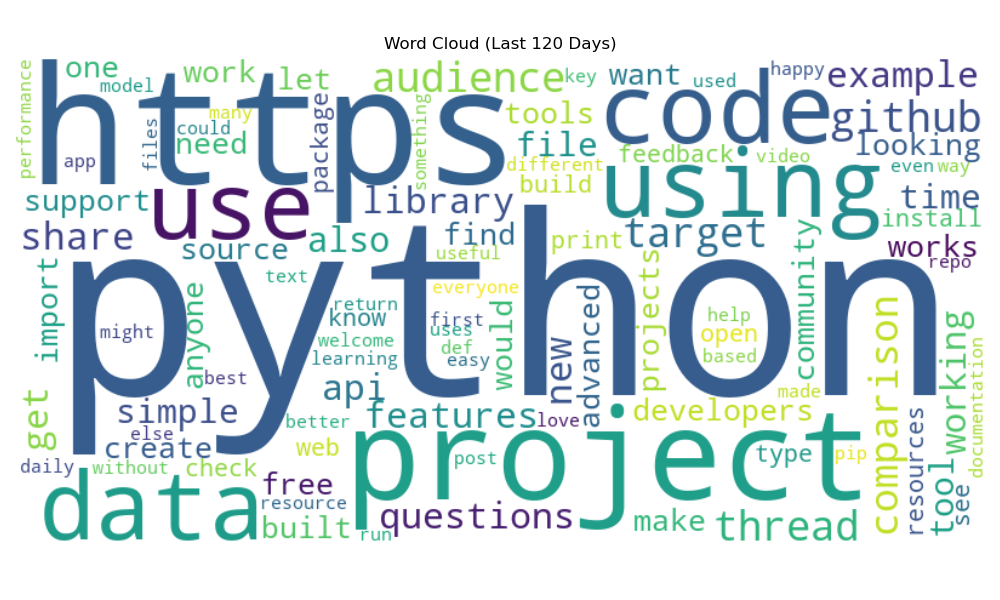 Word Cloud (Last 120 Days)
performance
one
model
work
let
audience
key
want
used
happy
example
https
code
github
many
could
files
need
package
something
tools
file
different
feedback
video
looking
app
build
using
even
way
support
use
library
time
install
share
source
also
find
print
target
works
repo
python
import
text
useful
everyone
projects
community
anyone
might
return
know
first
uses
def
welcome
learning
easy
would
new
advanced
help
open
based
comparison
working
documentation
best
api
made
get
simple
features
love
developers
else
better
create
daily
without
check
web
project
post
type
pip
resources
tool
see
data
free
resource
built
run
questions
make
thread